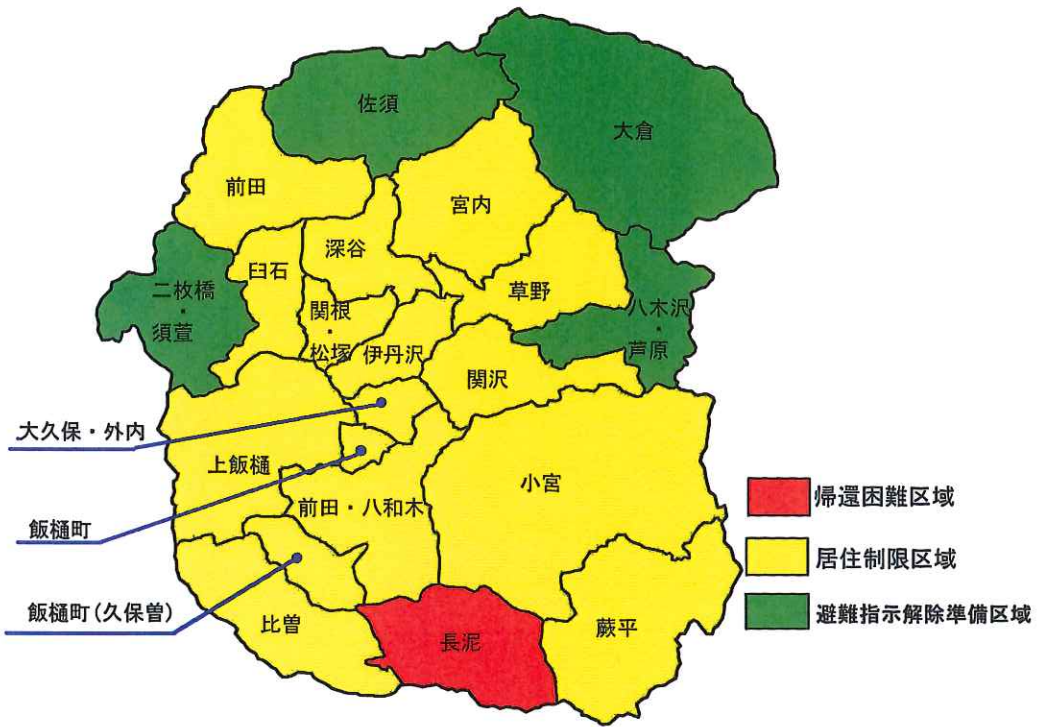 佐須
大倉
前田
宮内
深谷
臼石
二枚橋
・
須萱
関根
・
松塚
草野
八木沢
・
芦原
伊丹沢
関沢
大久保・外内
上飯樋
小宮
前田・八和木
飯樋町
飯樋町(久保曽)
比曽
長泥
蕨平
帰還困難区域
居住制限区域
避難指示解除準備区域